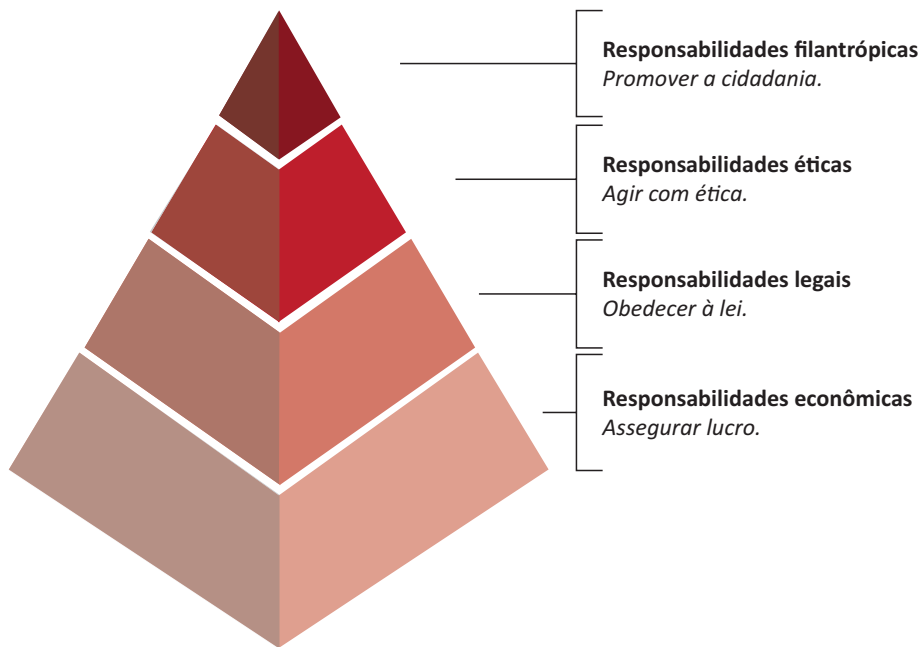 Responsabilidades filantrópicas
Promover a cidadania.
Responsabilidades éticas
Agir com ética.
Responsabilidades legais
Obedecer à lei.
Responsabilidades econômicas
Assegurar lucro.